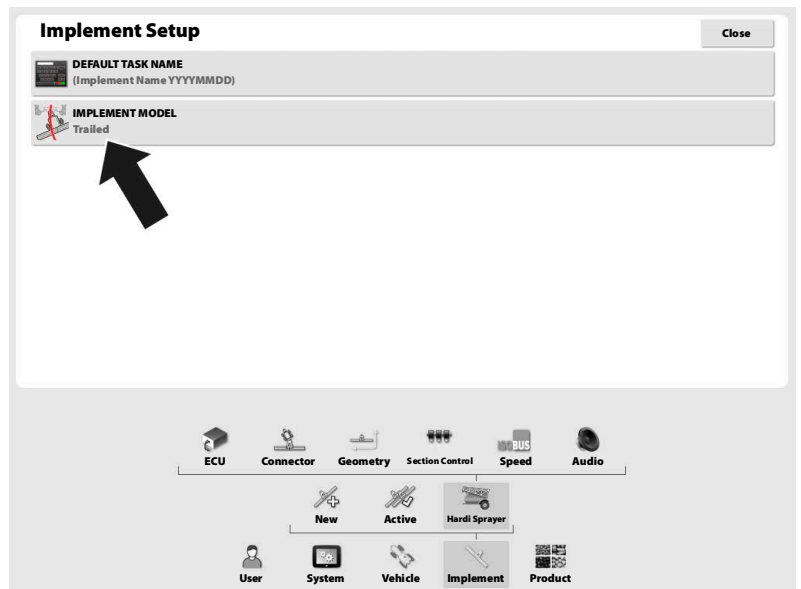 Implement Setup
Close
DEFAULT TASK NAME
(Implement Name YYYYMMDD)
IMPLEMENT MODEL
Trailed
ISOBUS
ECU Connector Geometry Section Control Speed Audio
New Active Hardi Sprayer
User System Vehicle Implement Product